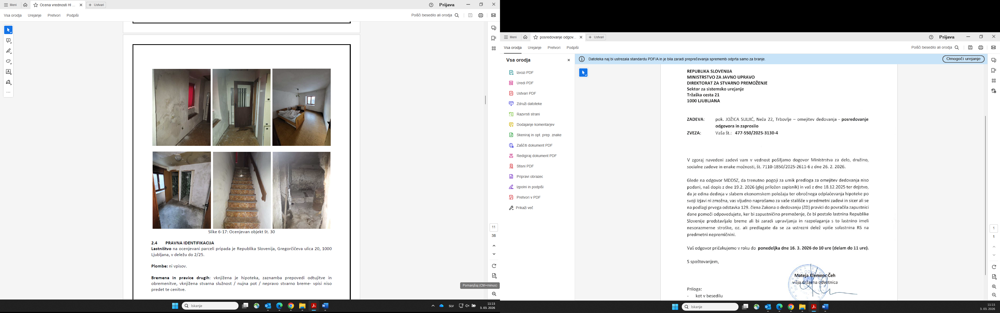 Meni
Ocena vrednosti HI ...
Ustvari
Prijava
Vsa orodja
Urejanje
Pretvori
Podpiši
Poišči besedilo ali orodja
Slike 6-17: Ocenjevan objekt št. 30
2.4 PRAVNA IDENTIFIKACIJA
Lastništvo na ocenjevani parceli pripada je Republika Slovenija, Gregorčičeva ulica 20, 1000
Ljubljana, v deležu do 2/25.
Plombe: ni vpisov.
Bremena in pravice drugih: vknjižena je hipoteka, zaznamba prepovedi odtujitve in
obremenitve, vknjižena stvarna služnost / nujna pot / nepravo stvarno breme- vpisi niso
predet te cenitve.
11
38
Pomanjšaj (Ctrl+minus)
Iskanje
SLV
11:15
3. 03. 2026
Meni
posredovanje odgov...
Ustvari
Prijava
Vsa orodja
Urejanje
Pretvori
Podpiši
Poišči besedilo ali orodja
Vsa orodja
Izvozi PDF
Uredi PDF
Ustvari PDF
Združi datoteke
Razvrsti strani
Dodajanje komentarjev
Skeniraj in opt. prep. znake
Zaščiti dokument PDF
Redigiraj dokument PDF
Stisni PDF
Pripravi obrazec
Izpolni in podpiši
Pretvori v PDF
Prikaži več
Datoteka naj bi ustrezala standardu PDF/A in je bila zaradi preprečevanja sprememb odprta samo za branje.
Omogoči urejanje
REPUBLIKA SLOVENIJA
MINISTRSTVO ZA JAVNO UPRAVO
DIREKTORAT ZA STVARNO PREMOŽENJE
Sektor za sistemsko urejanje
Tržaška cesta 21
1000 LJUBLJANA
ZADEVA: pok. JOŽICA SULJIĆ, Neža 22, Trbovlje – omejitev dedovanja - posredovanje
odgovora in zaprosilo
ZVEZA: Vaša št.: 477-550/2025-3130-4
V zgoraj navedeni zadevi vam v vednost pošiljamo dogovor Ministrstva za delo, družino,
socialne zadeve in enake možnosti, št. 7110-1850/2025-2611-6 z dne 26. 2. 2026.
Glede na odgovor MDDSZ, da trenutno pogoji za umik predloga za omejitev dedovanja niso
podani, naš dopis z dne 19.2. 2026 (glej priložen zapisnik) in vaš z dne 18.12.2025 ter dejstvo,
da je edina dedinja v slabem ekonomskem položaju ter obročnega odplačevanja hipoteke po
svoji izjavi ni zmožna, vas vljudno naprošamo za vaše stališče v predmetni zadevi in sicer ali se
na podlagi prvega odstavka 129. člena Zakona o dedovanju (ZD) pravici do povračila zapustnici
dane pomoči odpovedujete, ker bi zapustničino premoženje, če bi postalo lastnina Republike
Slovenije predstavljalo breme ali bi zaradi upravljanja in razpolaganja s to lastnino imeli
nesorazmerne stroške, oz. ali predlagate da se za ustrezni delež vpiše solastnina RS na
predmetni nepremičnini.
Vaš odgovor pričakujemo v roku do ponedeljka dne 16. 3. 2026 do 10 ure (delam do 11 ure).
S spoštovanjem,
Mateja Klemenc Čeh
višja državna odvetnica
Priloga:
- kot v besedilu
1
1
Iskanje
11:15
3. 03. 2026